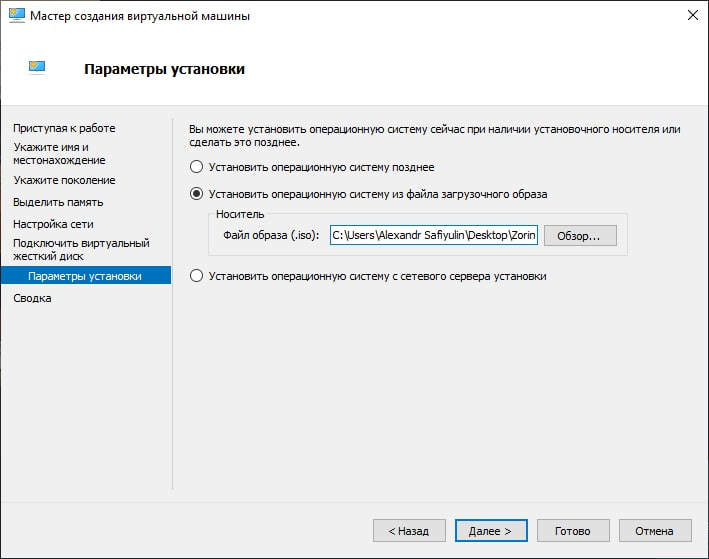 Мастер создания виртуальной машины
Параметры установки
Приступая к работе
Укажите имя и
местонахождение
Укажите поколение
Выделить память
Настройка сети
Подключить виртуальный
жесткий диск
Параметры установки
Сводка
Вы можете установить операционную систему сейчас при наличии установочного носителя или
сделать это позднее.
Установить операционную систему позднее
Установить операционную систему из файла загрузочного образа
Носитель
Файл образа (.iso): C:\Users\Alexandr Safiyulin\Desktop\Zorin Обзор...
Установить операционную систему с сетевого сервера установки
< Назад Далее > Готово Отмена